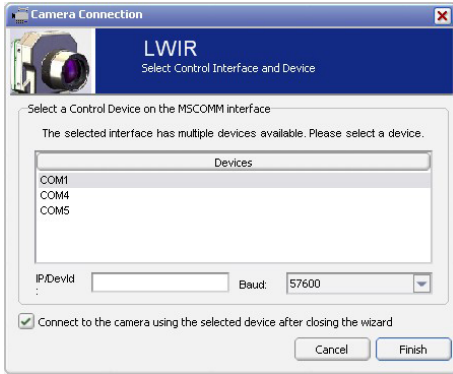 Camera Connection
LWIR
Select Control Interface and Device
Select a Control Device on the MSCOMM interface
The selected interface has multiple devices available. Please select a device.
Devices
COM1
COM4
COM5
IP/DevId
:
Baud: 57600
Connect to the camera using the selected device after closing the wizard
Cancel Finish